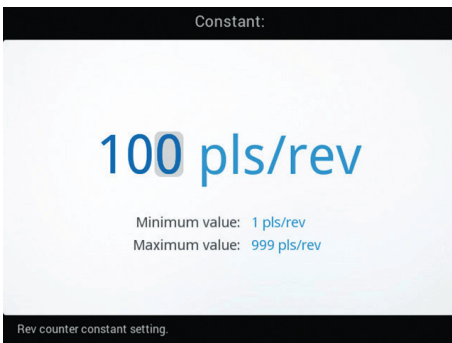 Constant:
100 pls/rev
Minimum value: 1 pls/rev
Maximum value: 999 pls/rev
Rev counter constant setting.